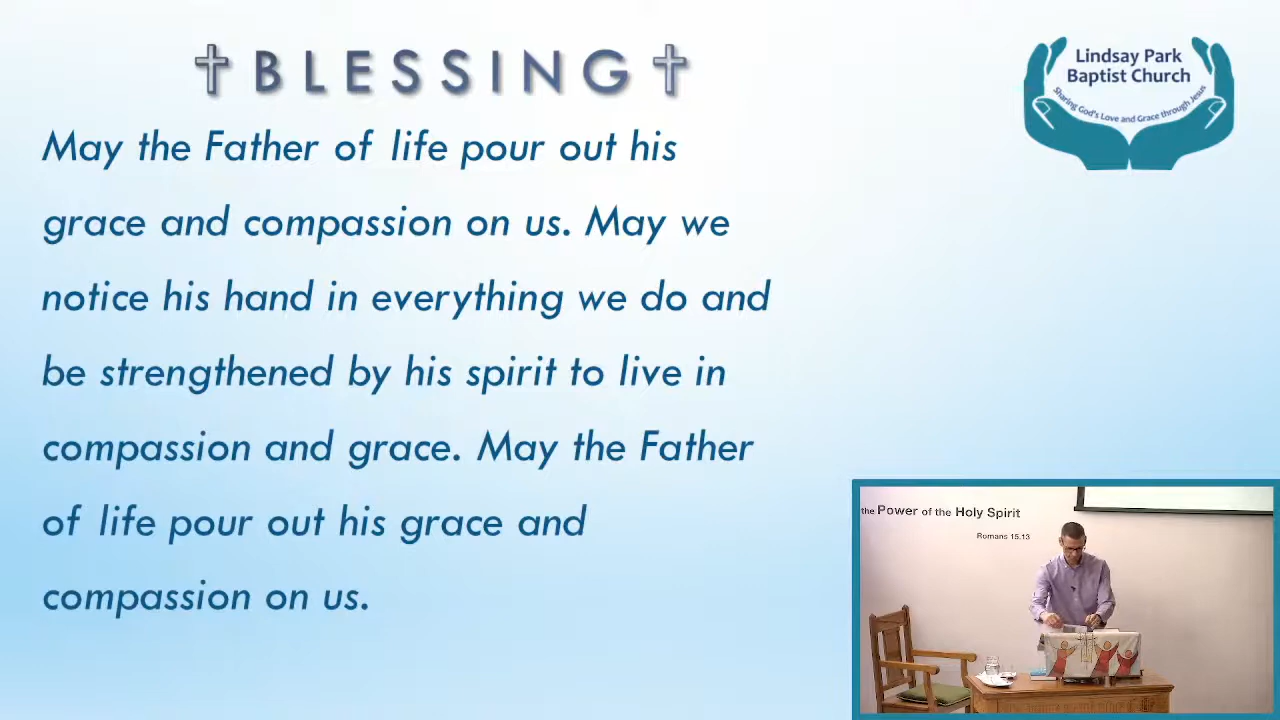 ✝BLESSING✝
May the Father of life pour out his
grace and compassion on us. May we
notice his hand in everything we do and
be strengthened by his spirit to live in
compassion and grace. May the Father
of life pour out his grace and
compassion on us.
Lindsay Park
Baptist Church
Sharing God's Love and Grace through Jesus
the Power of the Holy Spirit
Romans 15.13